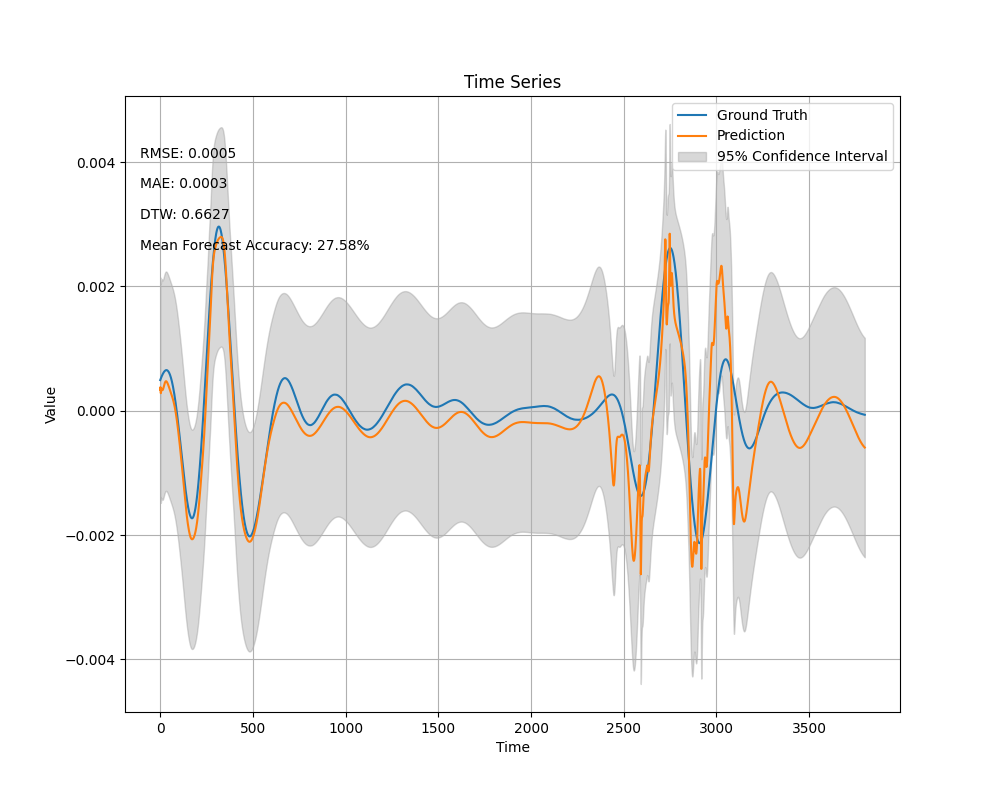 Time Series
Ground Truth
Prediction
95% Confidence Interval
RMSE: 0.0005
MAE: 0.0003
DTW: 0.6627
Mean Forecast Accuracy: 27.58%
Value
0.004
0.002
0.000
−0.002
−0.004
0 500 1000 1500 2000 2500 3000 3500
Time